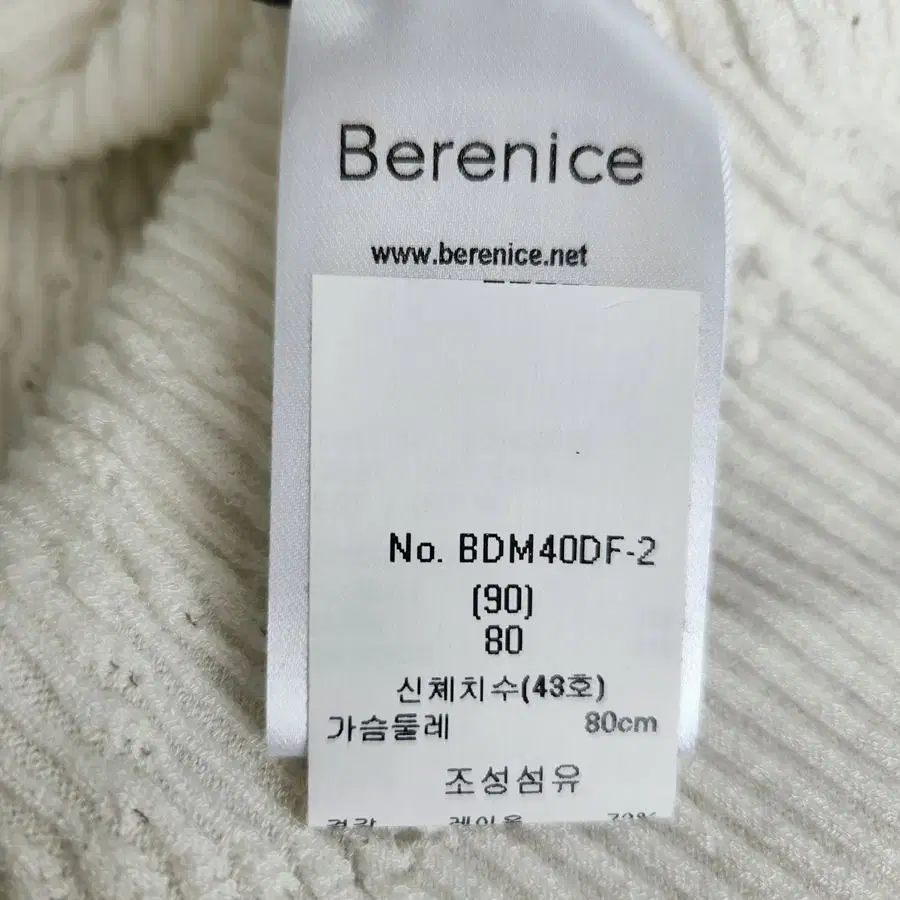 Berenice
www.berenice.net
No. BDM40DF-2
(90)
80
신체치수(43호)
가슴둘레 80cm
조성섬유